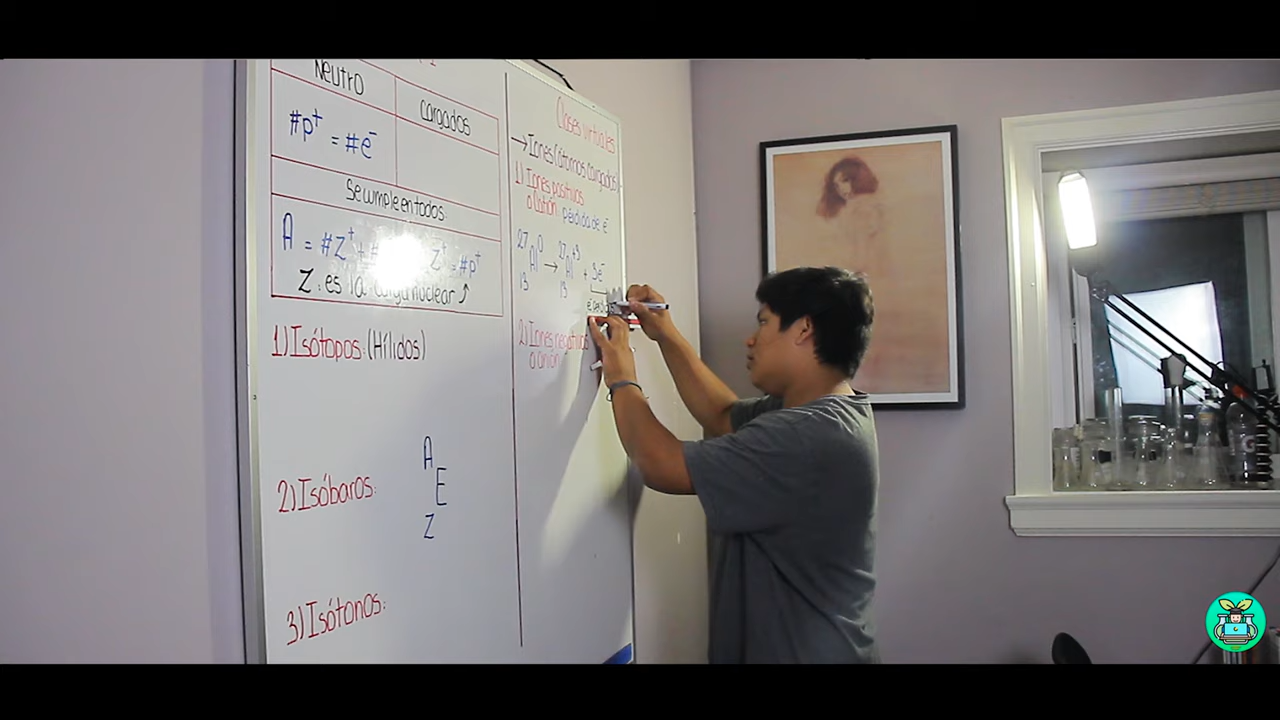 Neutro
Cargados
#p⁺ = #e⁻
Se cumple en todos
A = #Z⁺ + # Z⁺ = #p⁺
Z: es la carga nuclear
1) Isótopos: (Hílidos)
A
E
Z
2) Isóbaros:
3) Isótonos:
Clases virtuales
→ Iones (átomos cargados)
1) Iones positivos
o Catión: Pérdida de e⁻
27 Al⁰ → 27 Al⁺³ + 3e⁻
13 13
2) Iones negativos
o anión